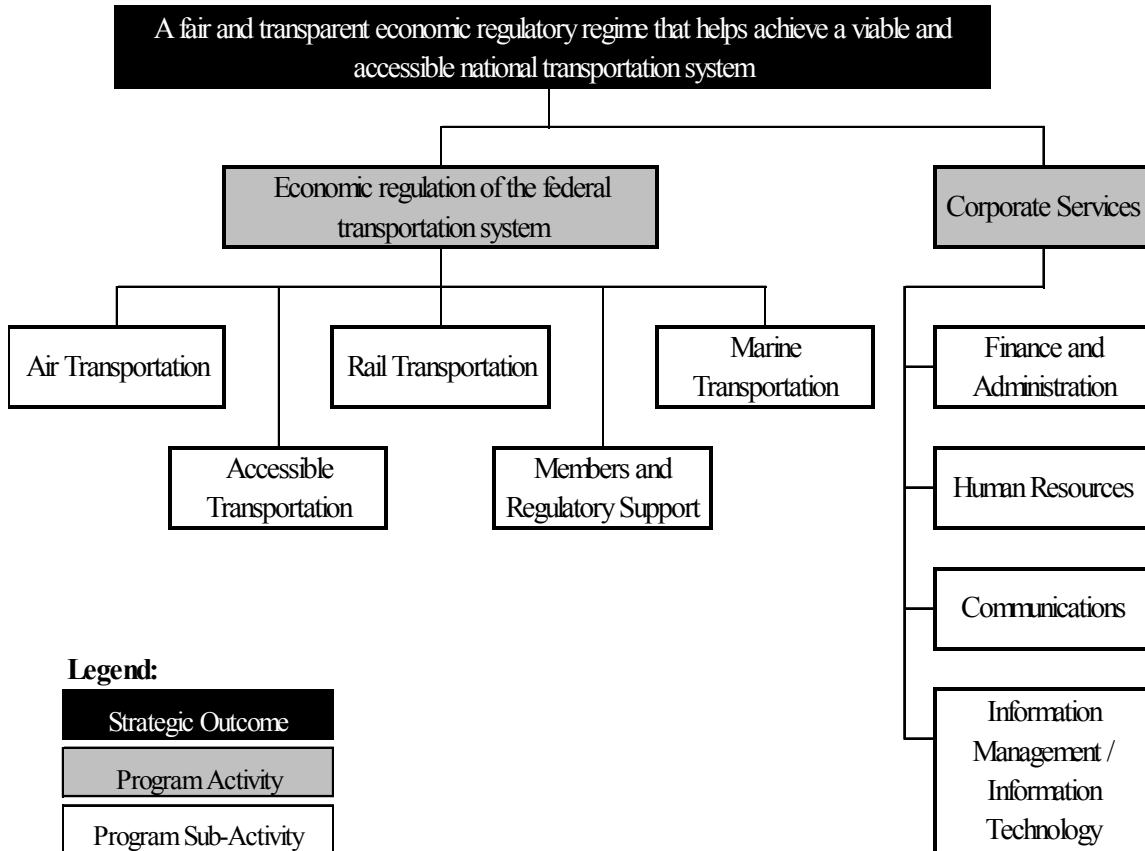 A fair and transparent economic regulatory regime that helps achieve a viable and
accessible national transportation system
Economic regulation of the federal
transportation system
Corporate Services
Air Transportation
Rail Transportation
Marine
Transportation
Accessible
Transportation
Members and
Regulatory Support
Finance and
Administration
Human Resources
Communications
Information
Management /
Information
Technology
Legend:
Strategic Outcome
Program Activity
Program Sub-Activity